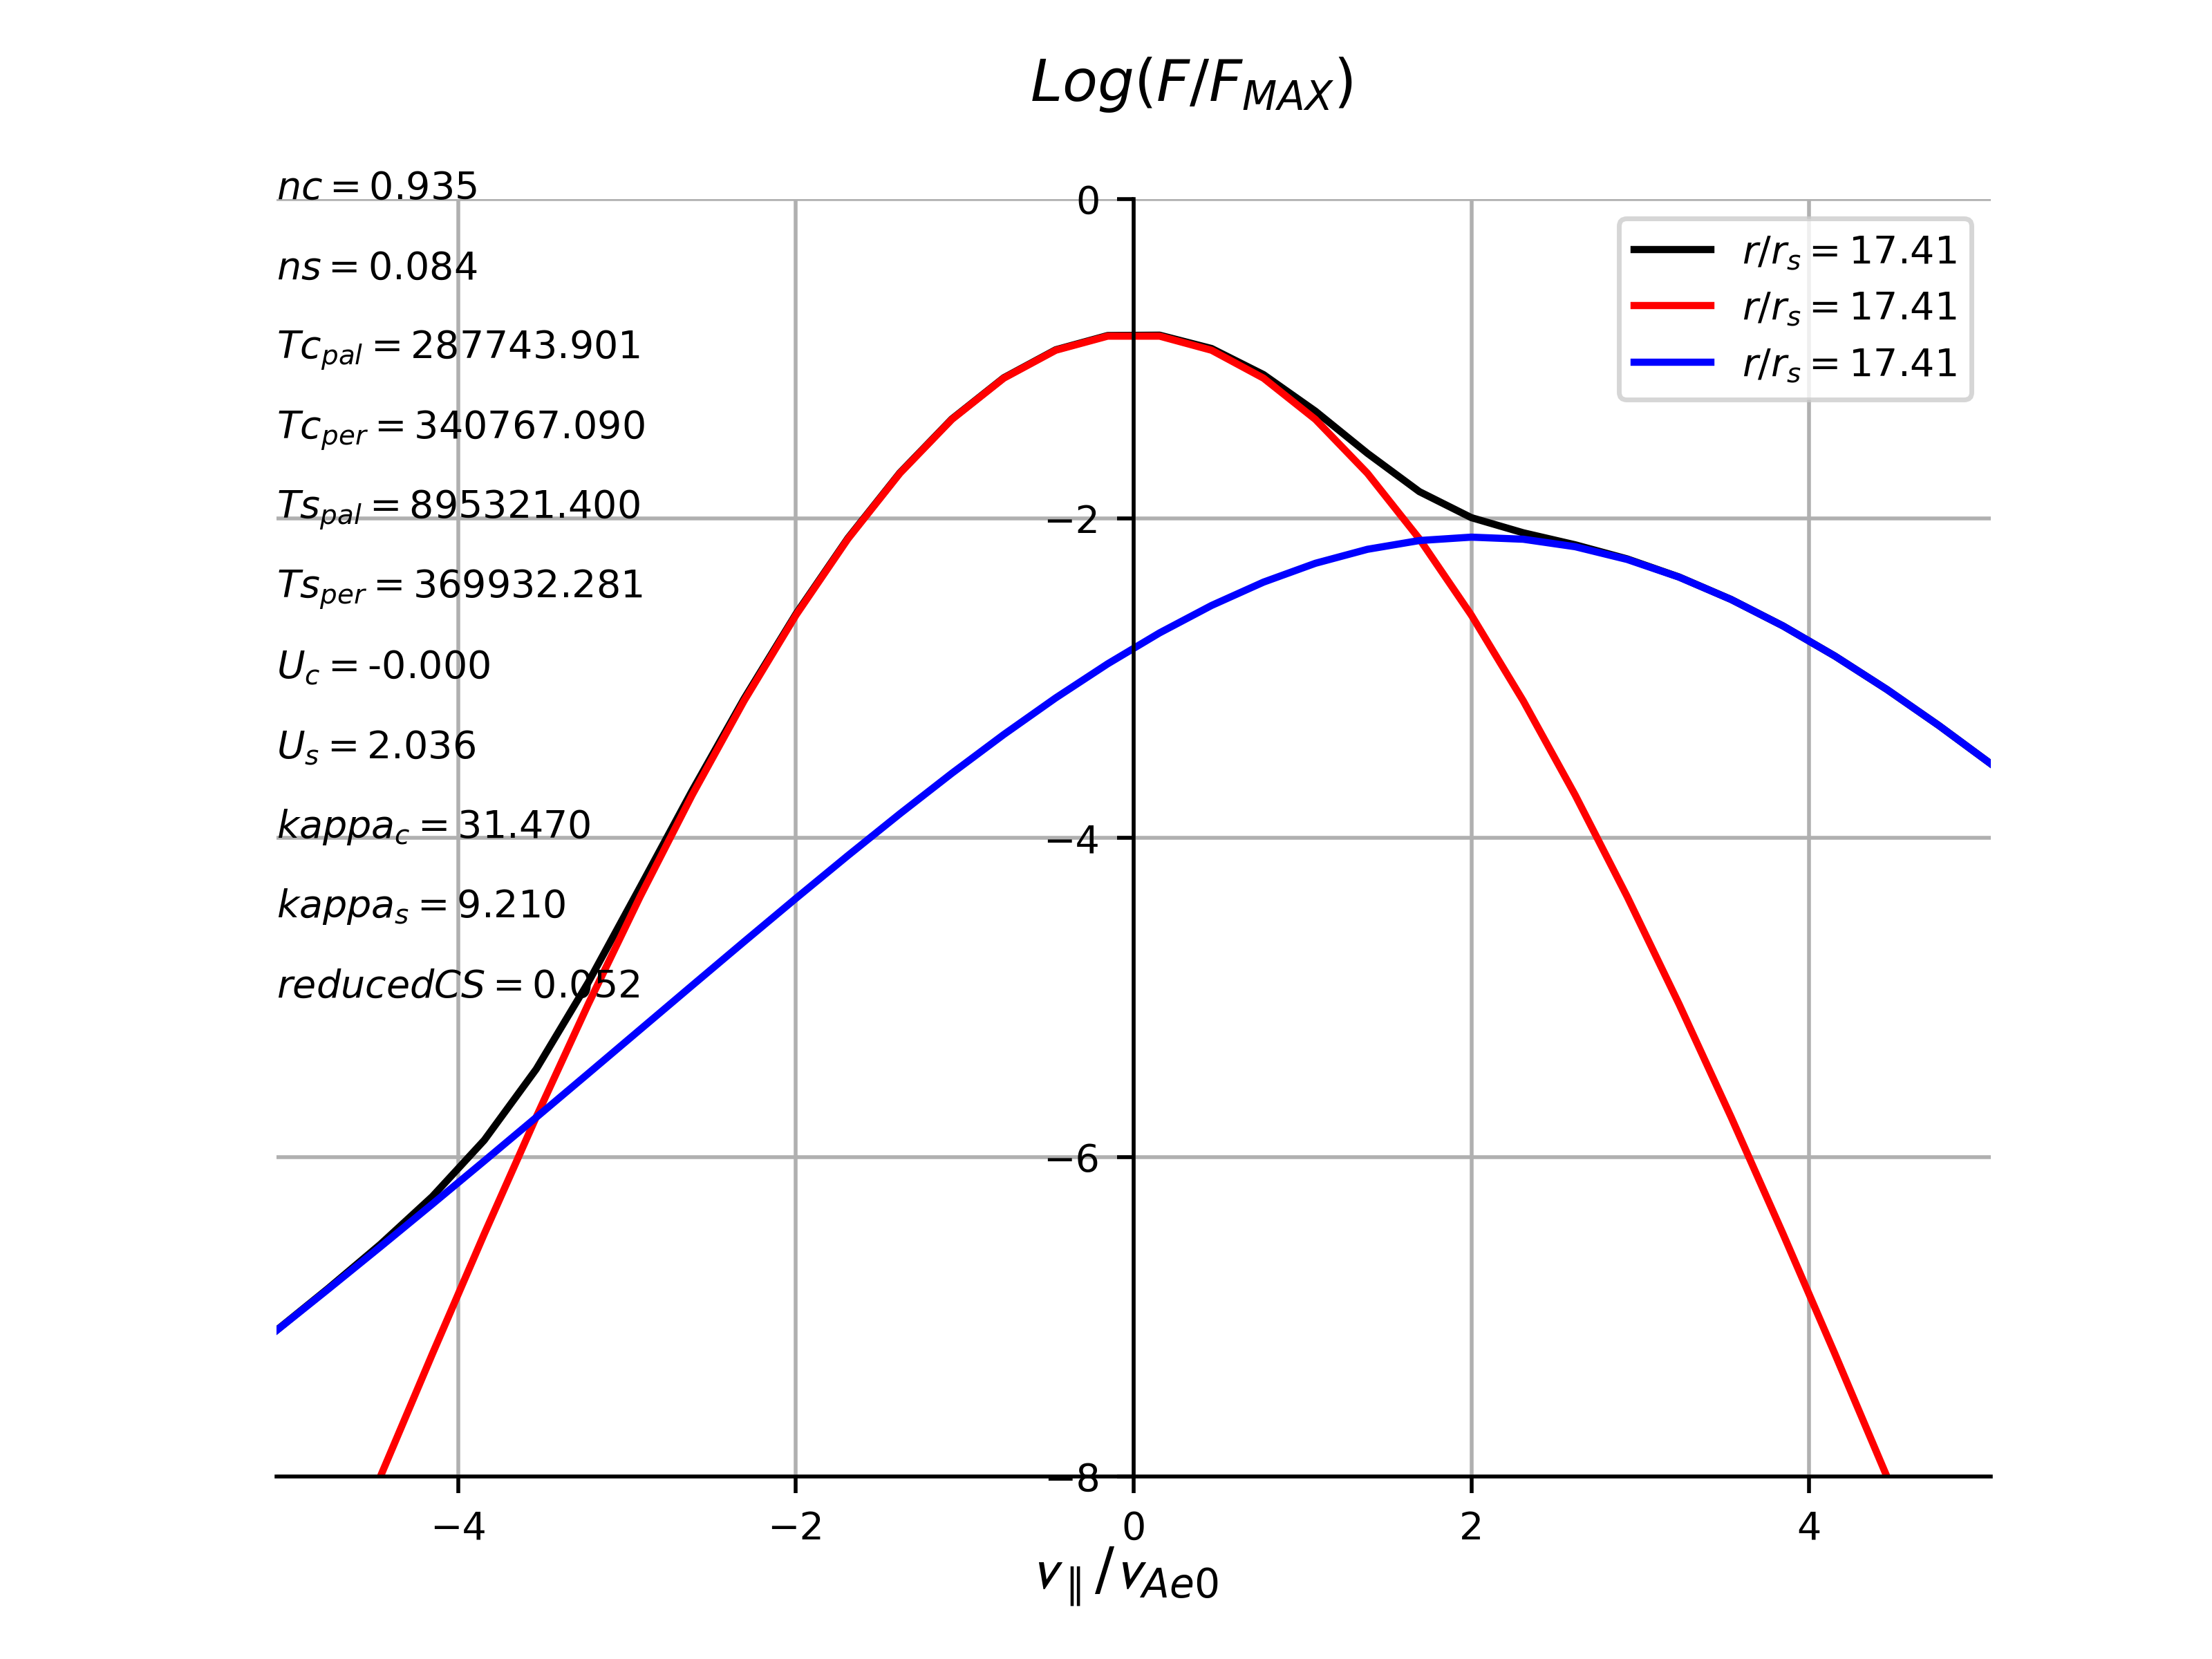 Log(F/F_MAX)
nc = 0.935
ns = 0.084
Tc_pal = 287743.901
Tc_per = 340767.090
Ts_pal = 895321.400
Ts_per = 369932.281
U_c = -0.000
U_s = 2.036
kappa_c = 31.470
kappa_s = 9.210
reducedCS = 0.052
r/r_s = 17.41
r/r_s = 17.41
r/r_s = 17.41
0
−2
−4
−6
−8
−4 −2 0 2 4
v_∥/v_Ae0